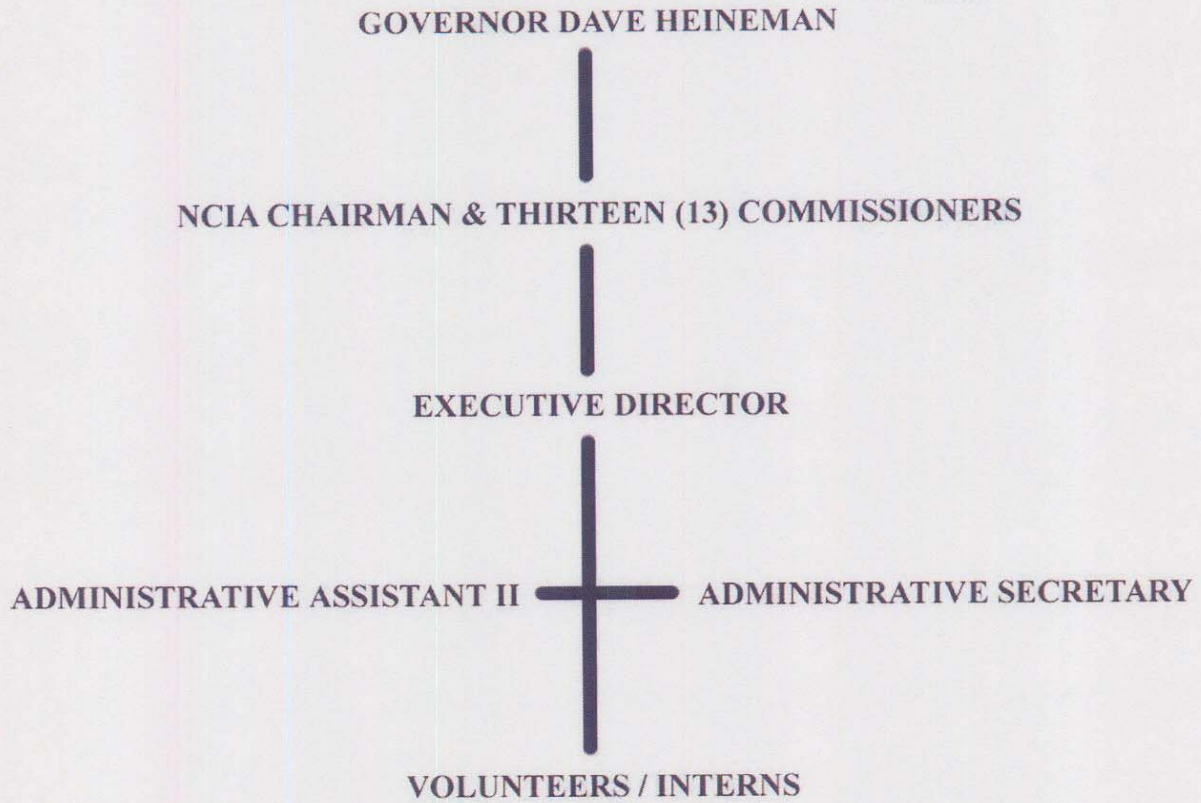 GOVERNOR DAVE HEINEMAN
NCIA CHAIRMAN & THIRTEEN (13) COMMISSIONERS
EXECUTIVE DIRECTOR
ADMINISTRATIVE ASSISTANT II
ADMINISTRATIVE SECRETARY
VOLUNTEERS / INTERNS